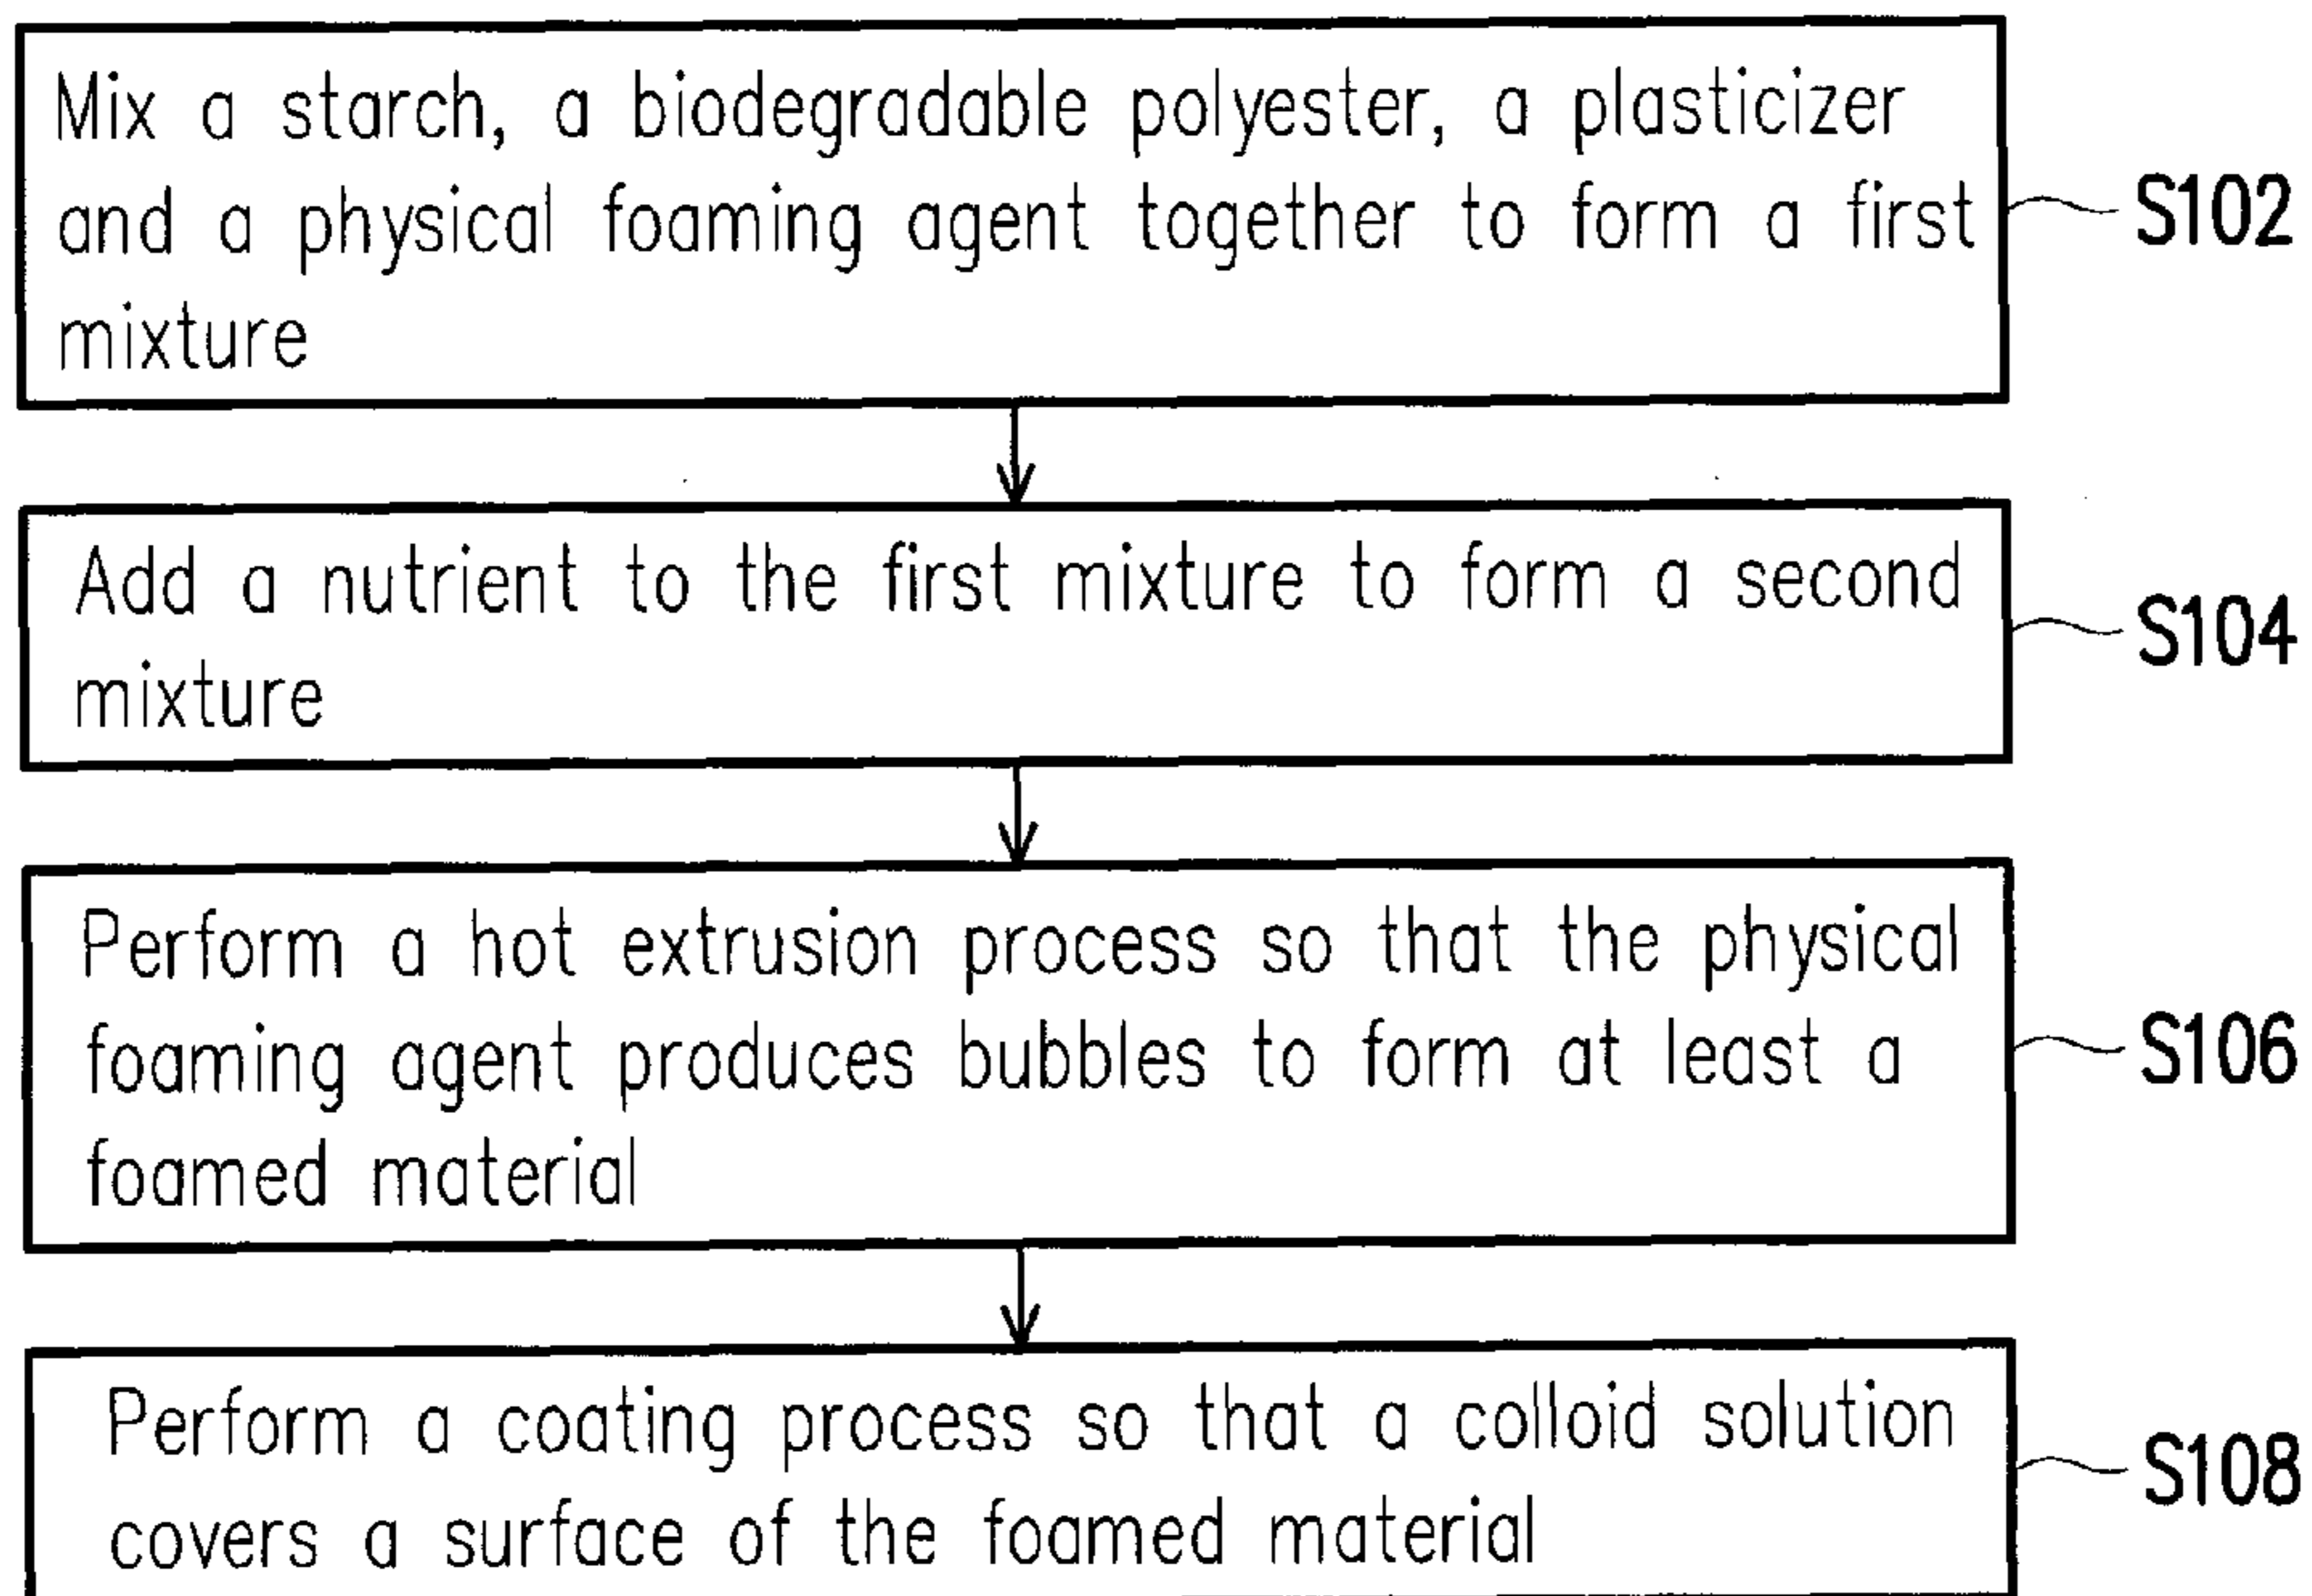 Mix a starch, a biodegradable polyester, a plasticizer
and a physical foaming agent together to form a first
mixture
S102
Add a nutrient to the first mixture to form a second
mixture
S104
Perform a hot extrusion process so that the physical
foaming agent produces bubbles to form at least a
foamed material
S106
Perform a coating process so that a colloid solution
covers a surface of the foamed material
S108